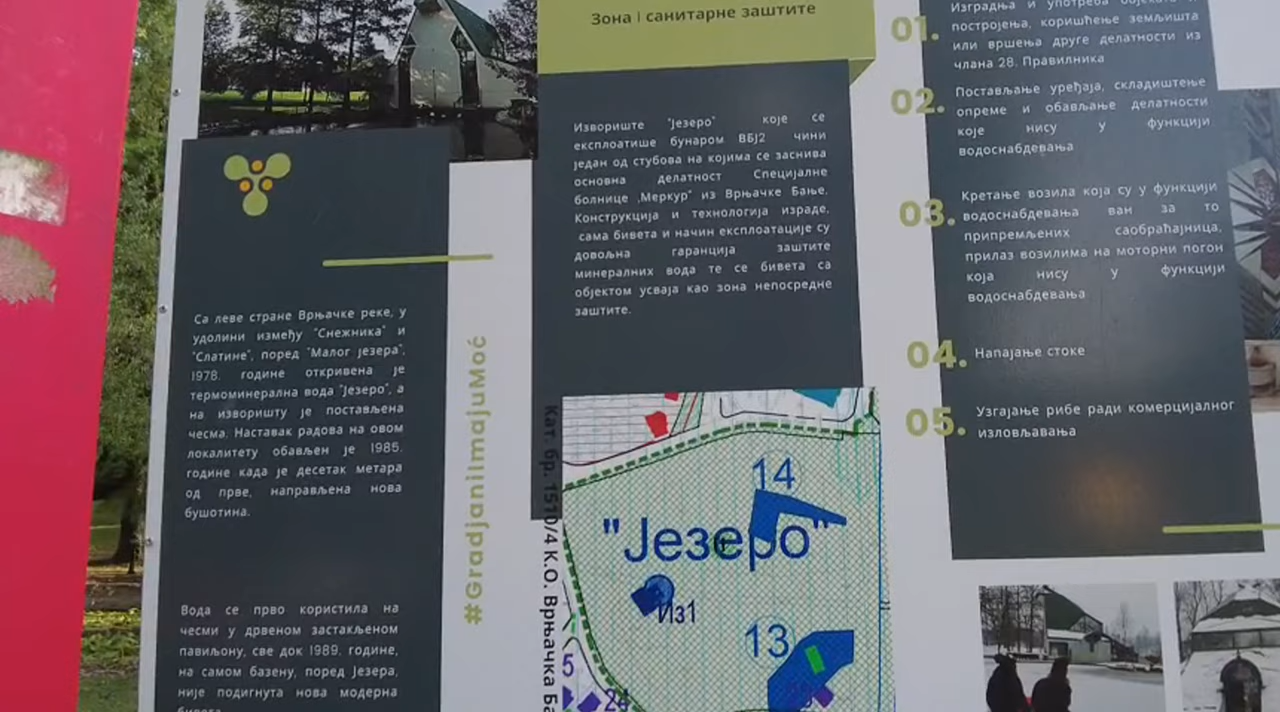 Са леве стране Врњачке реке, у
удолини између "Снежника" и
"Слатине", поред "Малог језера",
1978. године откривена је
термоминерална вода "Језеро", а
на изворишту је постављена
чесма. Наставак радова на овом
локалитету обављен је 1985.
године када је десетак метара
од прве, направљена нова
бушотина.
Вода се прво користила на
чесми у дрвеном застакљеном
павиљону, све док 1989. године,
на самом базену, поред Језера,
није подигнута нова модерна
#GradjaniImajuMoć
Зона I санитарне заштите
Извориште "Језеро" које се
експлоатише бунаром ВБЈ2 чини
један од стубова на којима се заснива
основна делатност Специјалне
болнице „Меркур" из Врњачке Бање.
Конструкција и технологија израде,
сама бивета и начин експлоатације су
довољна гаранција заштите
минералних вода те се бивета са
објектом усваја као зона непосредне
заштите.
Кат. бр. 1510/4 К.О. Врњачка
14
"Језеро"
Из1
13
5
24
01.
Изградња и употреба
постројења, коришћење земљишта
или вршења друге делатности из
члана 28. Правилника
02.
Постављање уређаја, складиштење
опреме и обављање делатности
које нису у функцији
водоснабдевања
03.
Кретање возила која су у функцији
водоснабдевања ван за то
припремљених саобраћајница,
прилаз возилима на моторни погон
која нису у функцији
водоснабдевања
04.
Напајање стоке
05.
Узгајање рибе ради комерцијалног
изловљавања